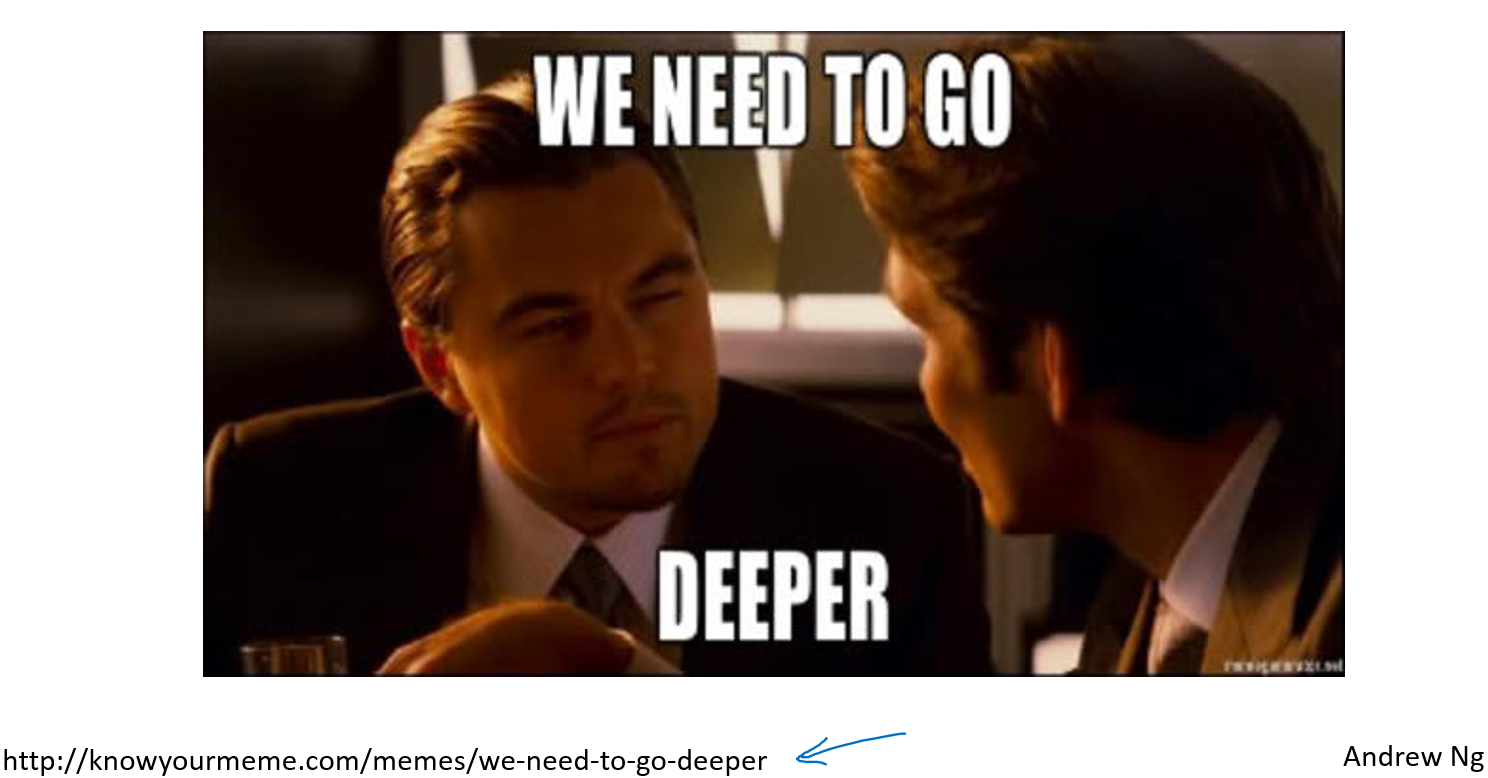 WE NEED TO GO
DEEPER
http://knowyourmeme.com/memes/we-need-to-go-deeper
Andrew Ng